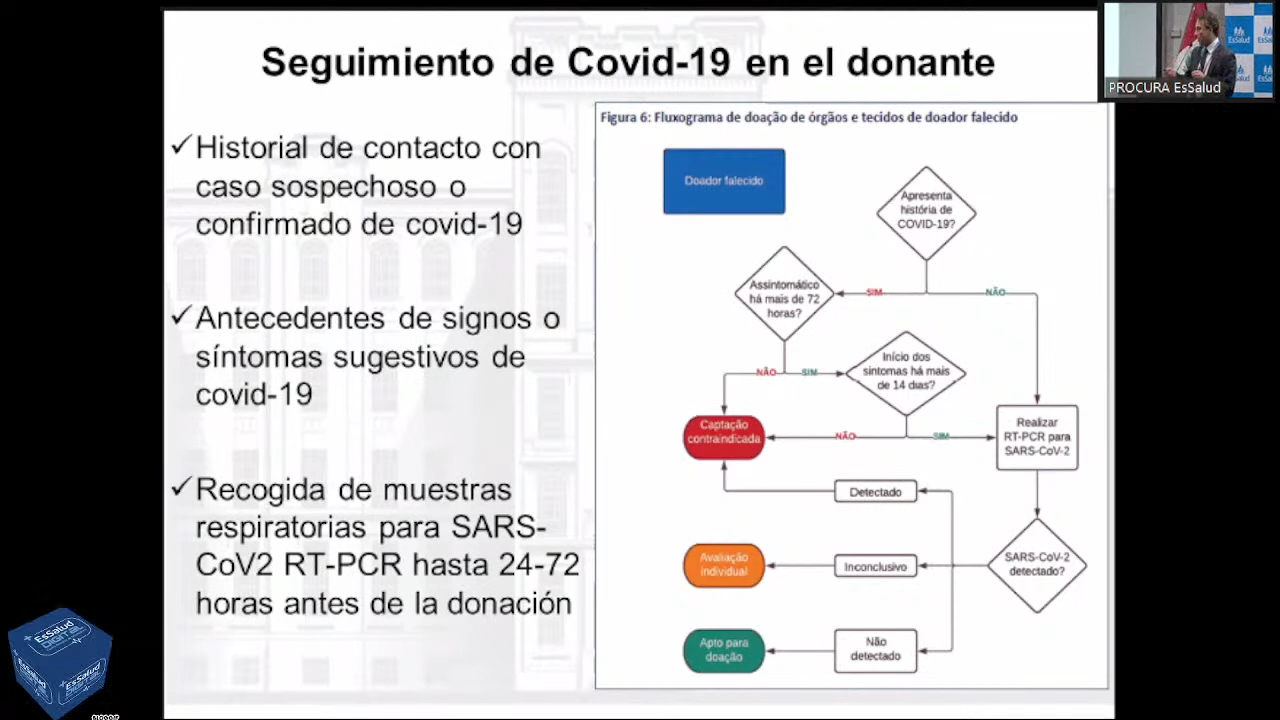 Seguimiento de Covid-19 en el donante
PROCURA EsSalud
EsSalud
EsSalud
✓Historial de contacto con
caso sospechoso o
confirmado de covid-19
✓Antecedentes de signos o
síntomas sugestivos de
covid-19
✓Recogida de muestras
respiratorias para SARS-
CoV2 RT-PCR hasta 24-72
horas antes de la donación
Figura 6: Fluxograma de doação de órgãos e tecidos de doador falecido
Doador falecido
Apresenta
história de
COVID-19?
SIM
NÃO
Assintomático
há mais de 72
horas?
NÃO
SIM
Início dos
sintomas há mais
de 14 dias?
NÃO
SIM
Captação
contraindicada
Realizar
RT-PCR para
SARS-CoV-2
Detectado
SARS-CoV-2
detectado?
Inconclusivo
Avaliação
individual
Não
detectado
Apto para
doação
EsSalud
DIGITAL
EsSalud
EsSalud